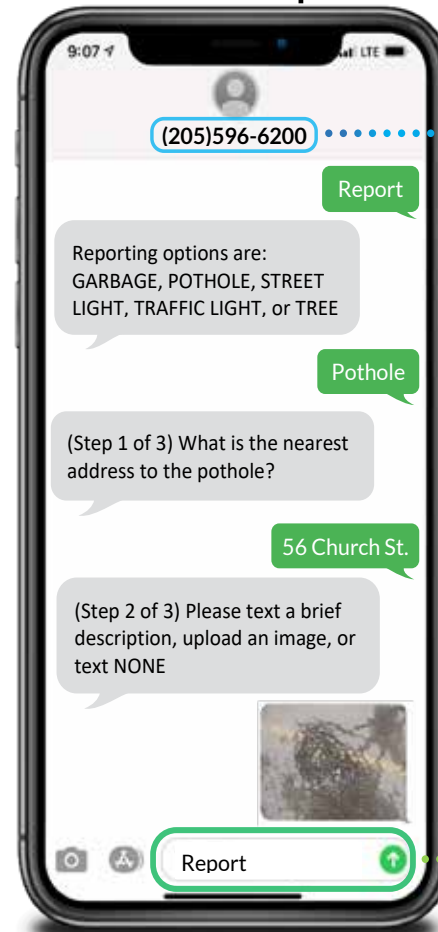 9:07
LTE
(205)596-6200
Report
Reporting options are:
GARBAGE, POTHOLE, STREET
LIGHT, TRAFFIC LIGHT, or TREE
Pothole
(Step 1 of 3) What is the nearest
address to the pothole?
56 Church St.
(Step 2 of 3) Please text a brief
description, upload an image, or
text NONE
Report